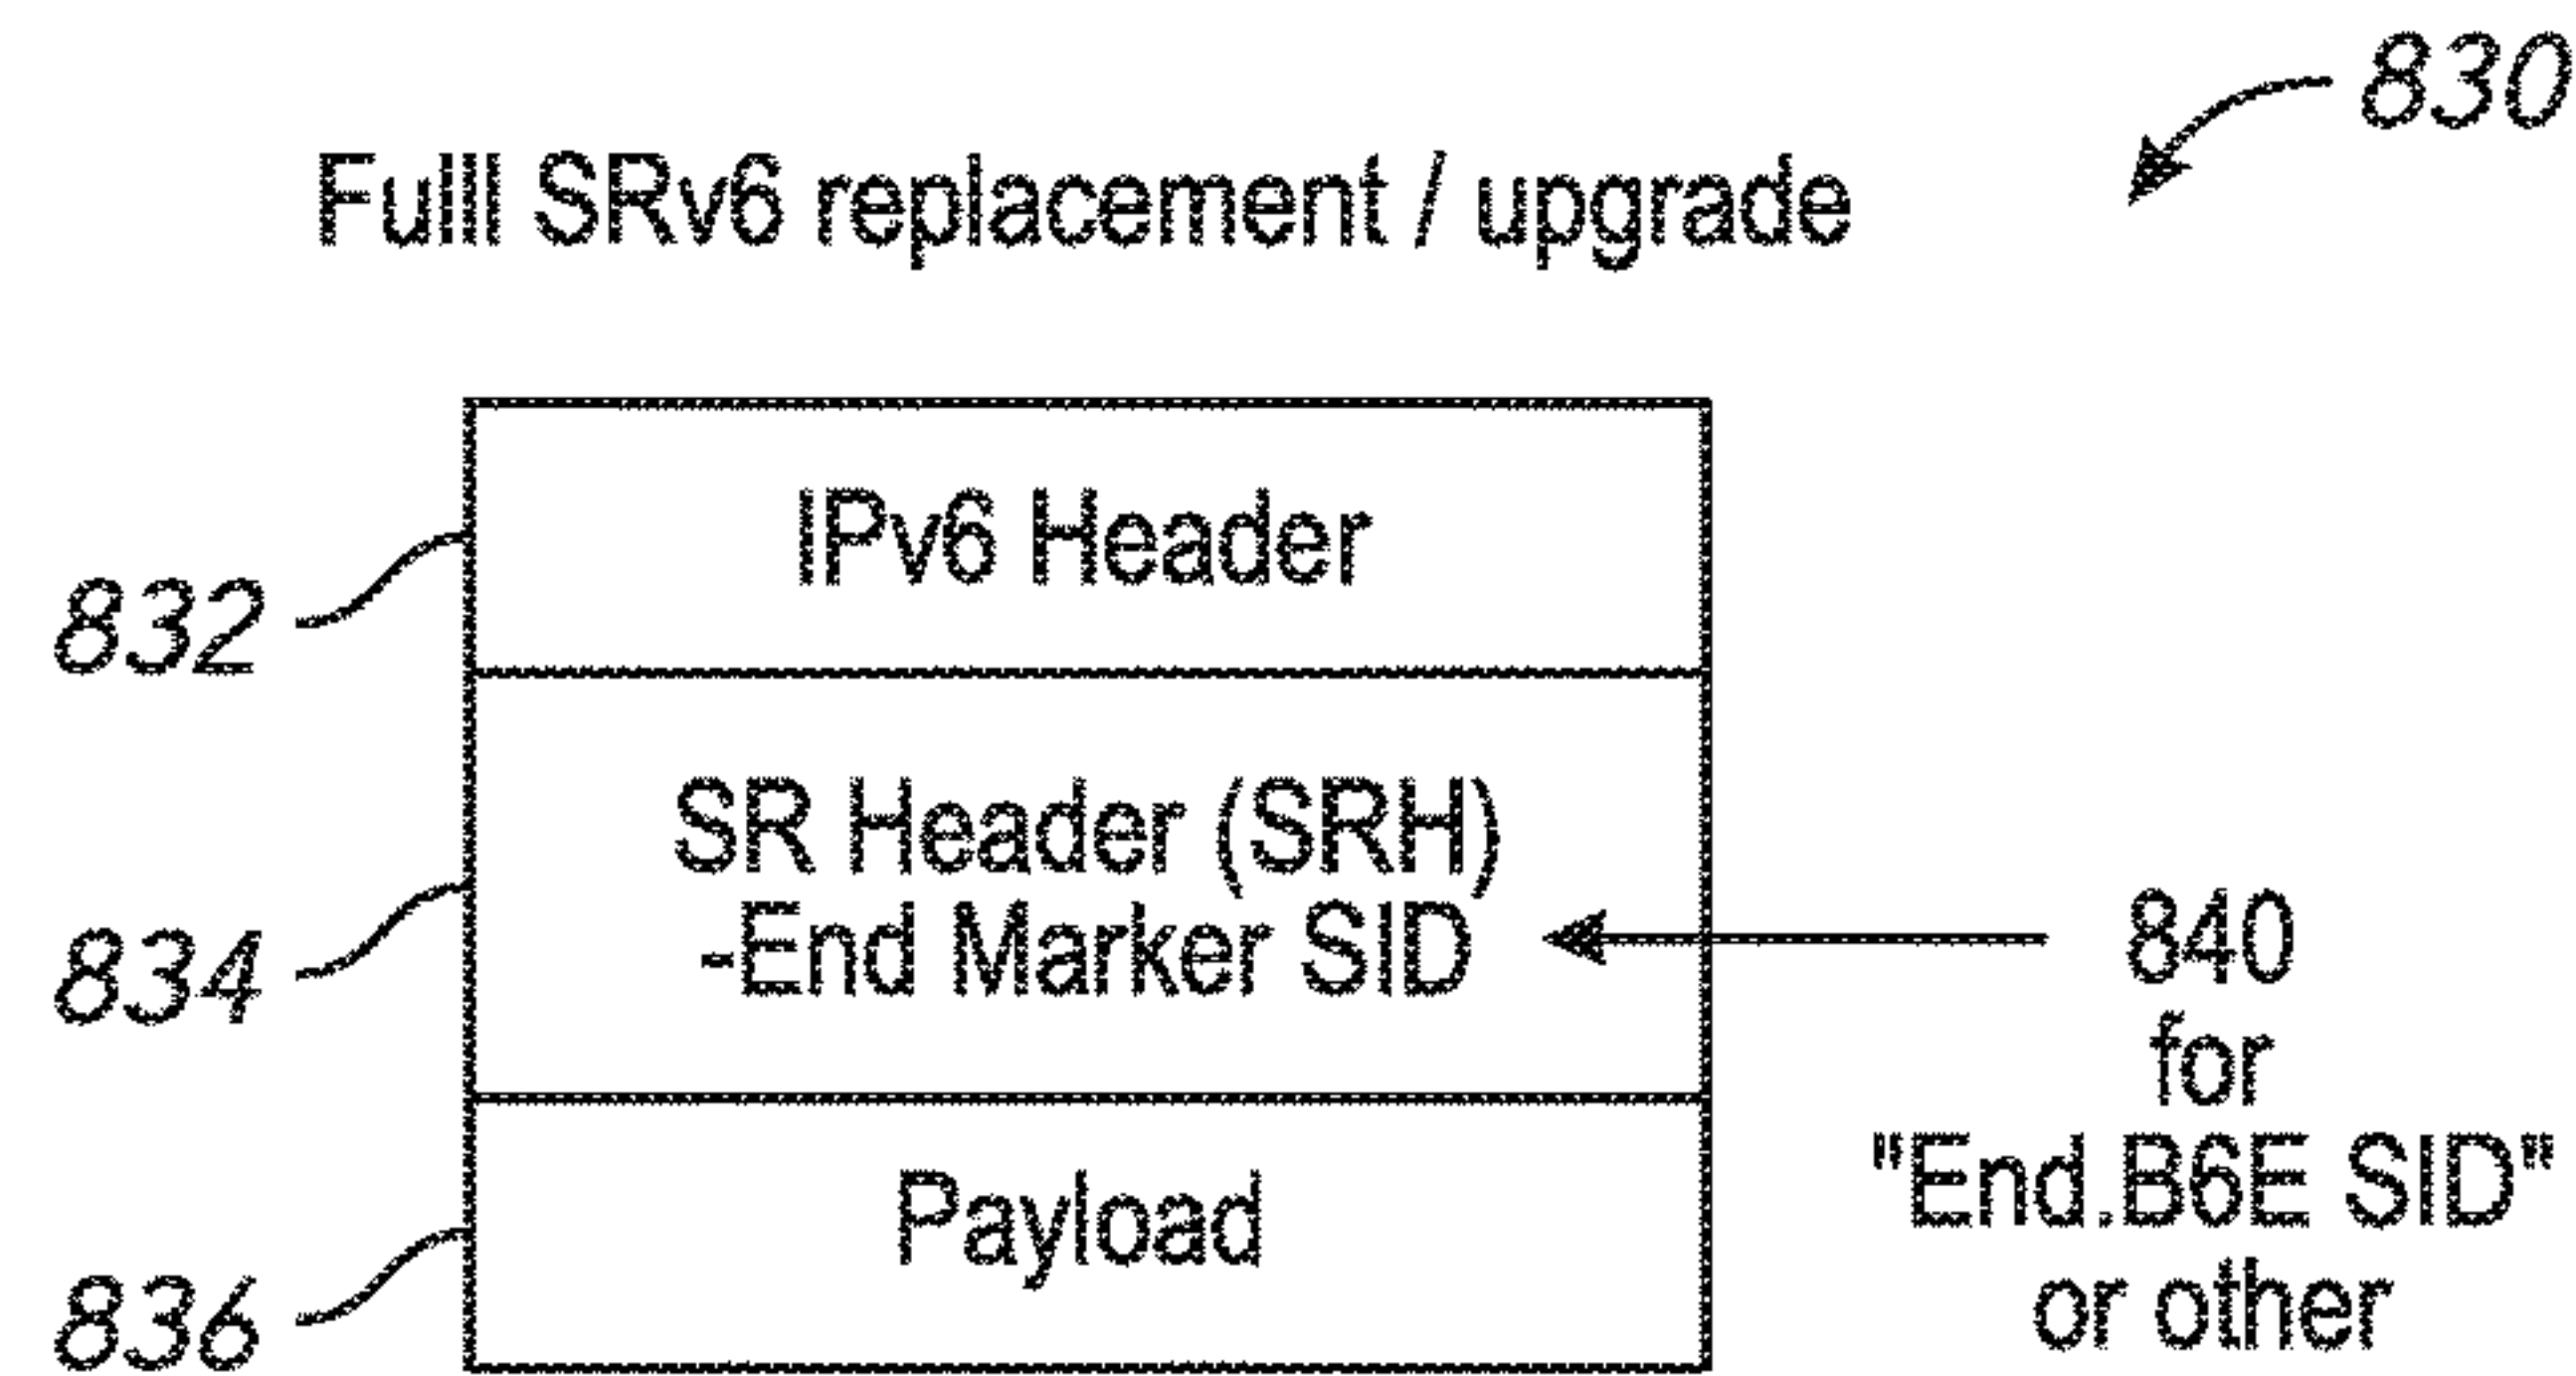 830
Full SRv6 replacement / upgrade
IPv6 Header
832
SR Header (SRH)
-End Marker SID
834
840
for
"End.B6E SID"
or other
Payload
836